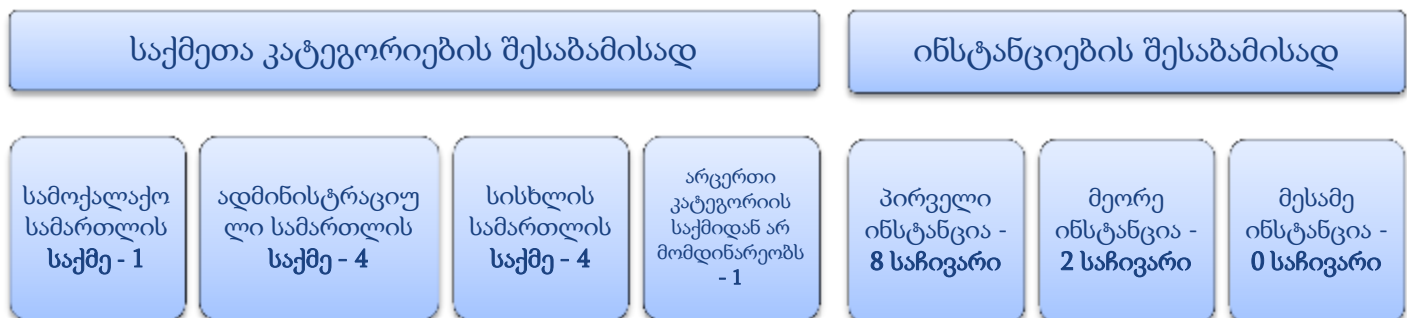 საქმეთა კატეგორიების შესაბამისად
ინსტანციების შესაბამისად
სამოქალაქო
სამართლის
საქმე - 1
ადმინისტრაციუ
ლი სამართლის
საქმე - 4
სისხლის
სამართლის
საქმე - 4
არცერთი
კატეგორიის
საქმიდან არ
მომდინარეობს
- 1
პირველი
ინსტანცია -
8 საჩივარი
მეორე
ინსტანცია -
2 საჩივარი
მესამე
ინსტანცია -
0 საჩივარი